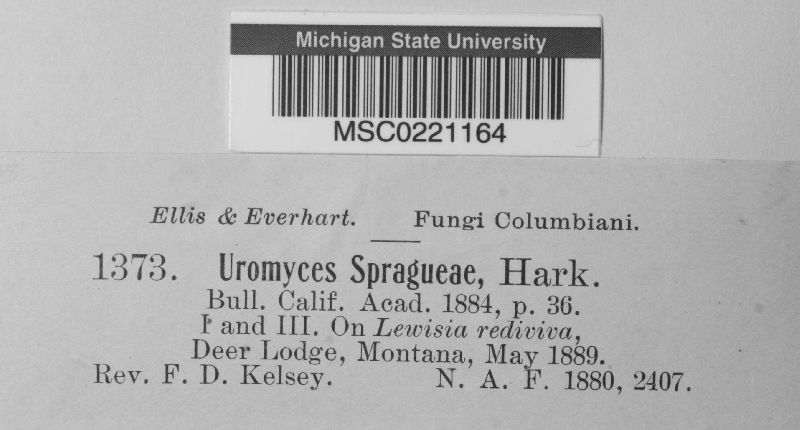 Michigan State University
MSC0221164
Ellis & Everhart. Fungi Columbiani.
1373. Uromyces Spragueae, Hark.
Bull. Calif. Acad. 1884, p. 36.
I and III. On Lewisia rediviva,
Deer Lodge, Montana, May 1889.
Rev. F. D. Kelsey. N. A. F. 1880, 2407.